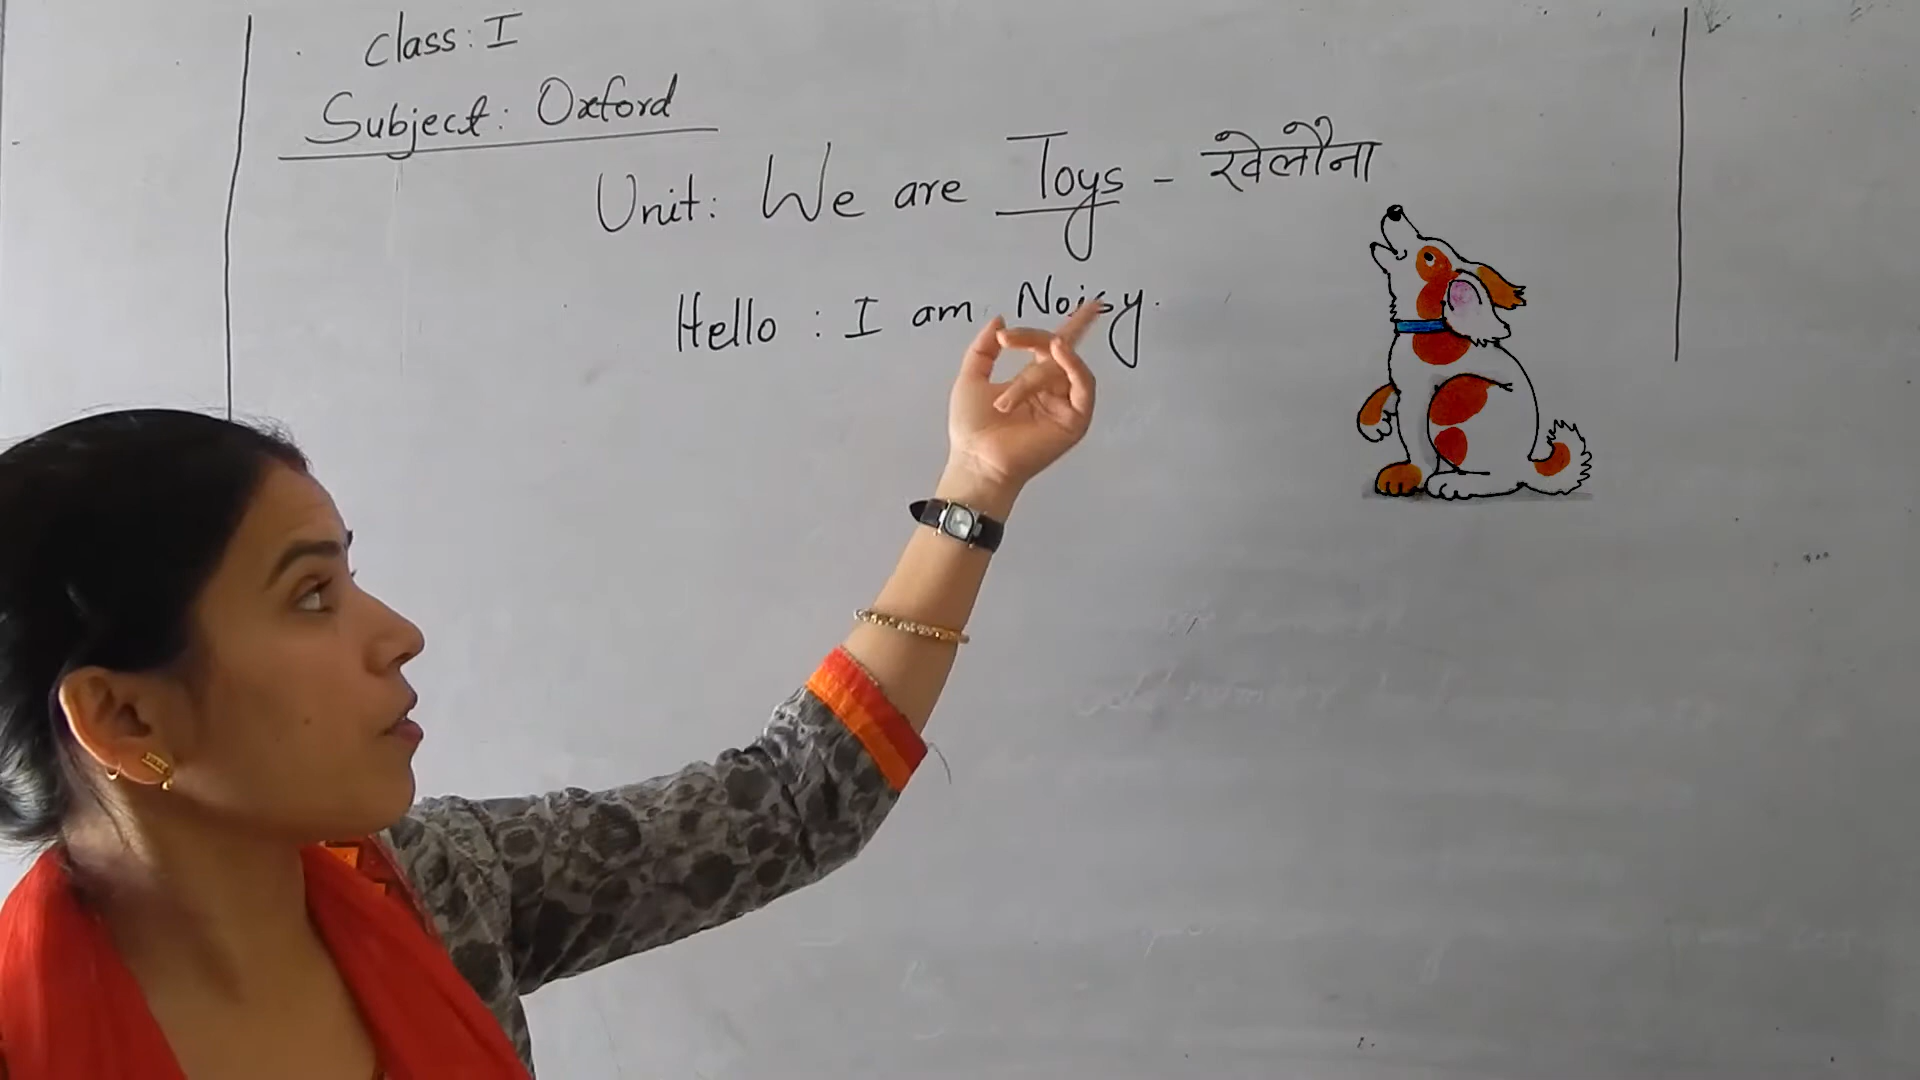 Class: I
Subject: Oxford
Unit: We are Toys - खेलौना
Hello : I am Noisy.